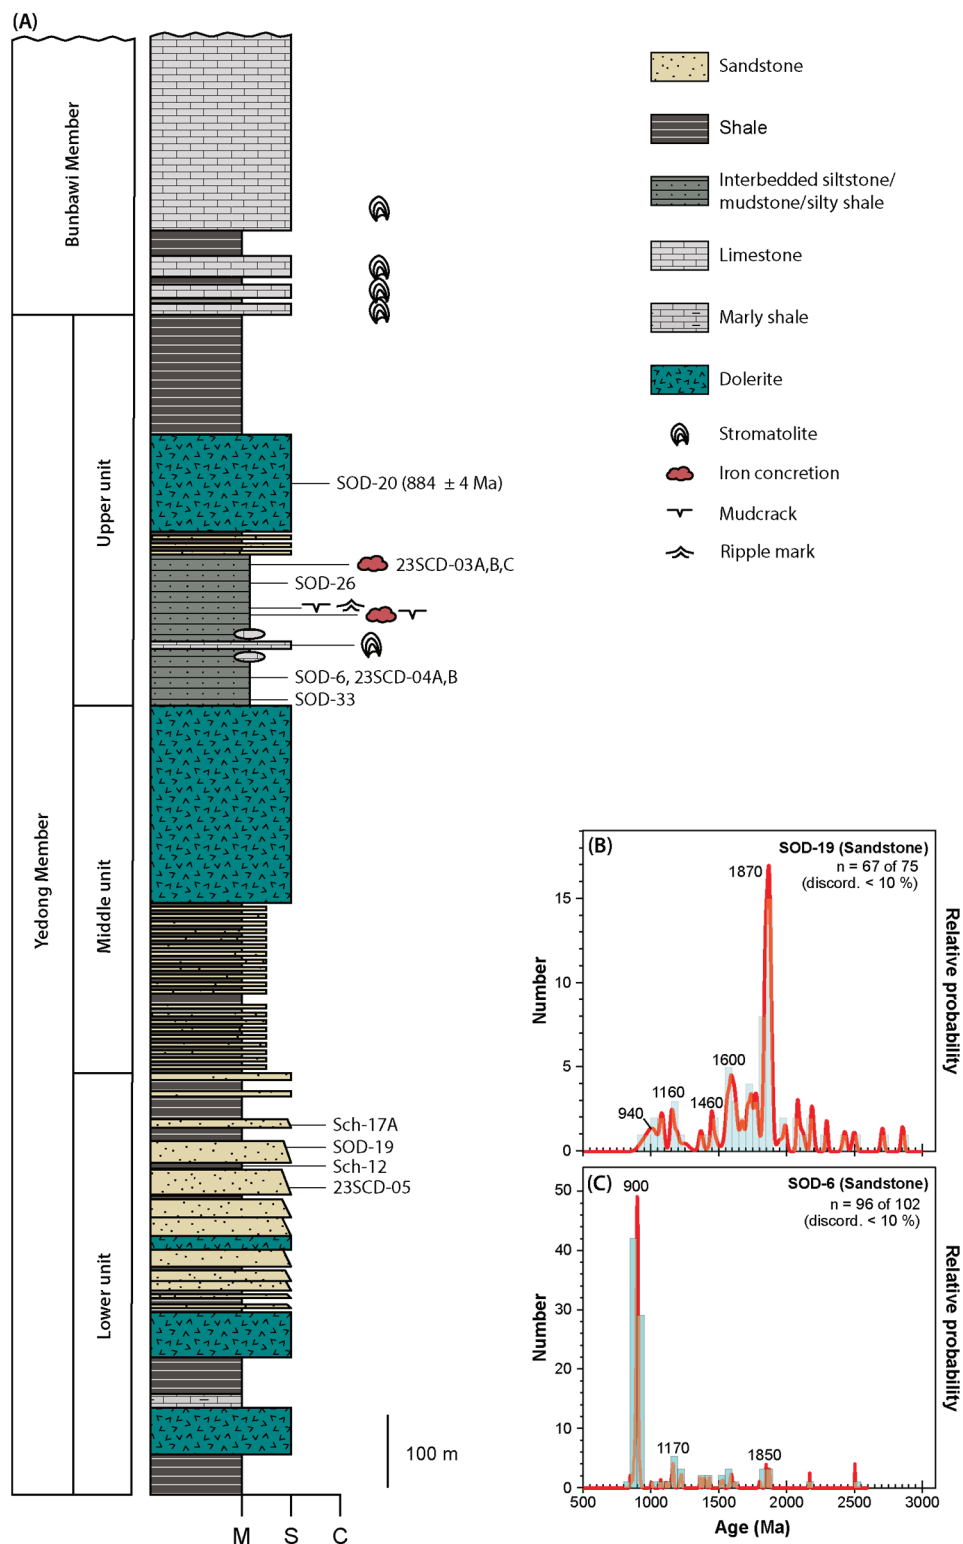 (A)
Bunbawi Member
Yedong Member
Upper unit
Middle unit
Lower unit
SOD-20 (884 ± 4 Ma)
23SCD-03A,B,C
SOD-26
SOD-6, 23SCD-04A,B
SOD-33
Sch-17A
SOD-19
Sch-12
23SCD-05
100 m
M S C
Sandstone
Shale
Interbedded siltstone/
mudstone/silty shale
Limestone
Marly shale
Dolerite
Stromatolite
Iron concretion
Mudcrack
Ripple mark
(B)
SOD-19 (Sandstone)
n = 67 of 75
(discord. < 10 %)
1870
1600
1460
1160
940
15
10
5
0
Number
Relative probability
(C)
SOD-6 (Sandstone)
n = 96 of 102
(discord. < 10 %)
900
1170
1850
50
40
30
20
10
0
Number
Relative probability
500 1000 1500 2000 2500 3000
Age (Ma)